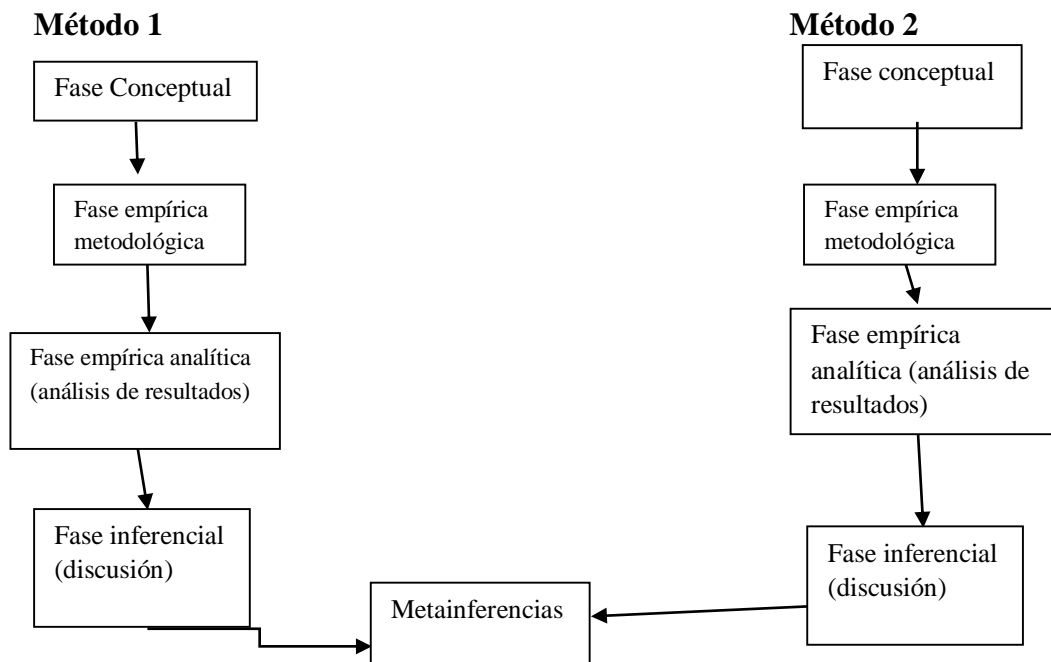 Método 1
Fase Conceptual
Fase empírica
metodológica
Fase empírica analítica
(análisis de resultados)
Fase inferencial
(discusión)
Método 2
Fase conceptual
Fase empírica
metodológica
Fase empírica
analítica (análisis de
resultados)
Fase inferencial
(discusión)
Metainferencias